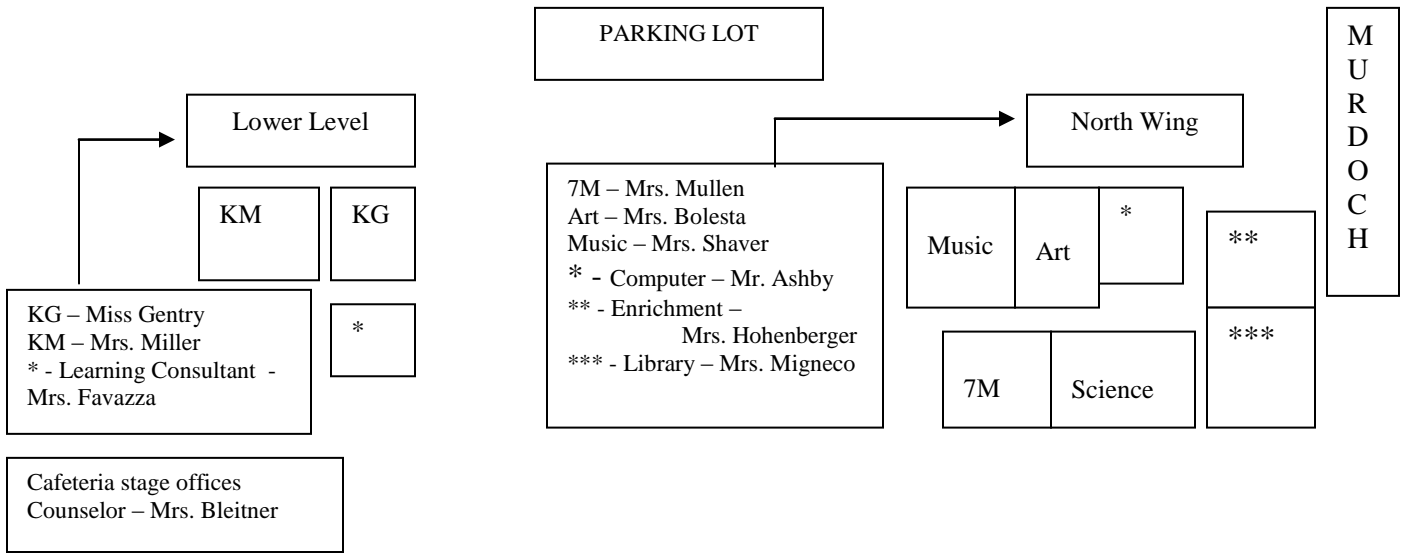 PARKING LOT
M
U
R
D
O
C
H
Lower Level
North Wing
KM
KG
*
KG – Miss Gentry
KM – Mrs. Miller
* - Learning Consultant -
Mrs. Favazza
Cafeteria stage offices
Counselor – Mrs. Bleitner
7M – Mrs. Mullen
Art – Mrs. Bolesta
Music – Mrs. Shaver
* - Computer – Mr. Ashby
** - Enrichment –
Mrs. Hohenberger
*** - Library – Mrs. Migneco
Music
Art
*
**
***
7M
Science